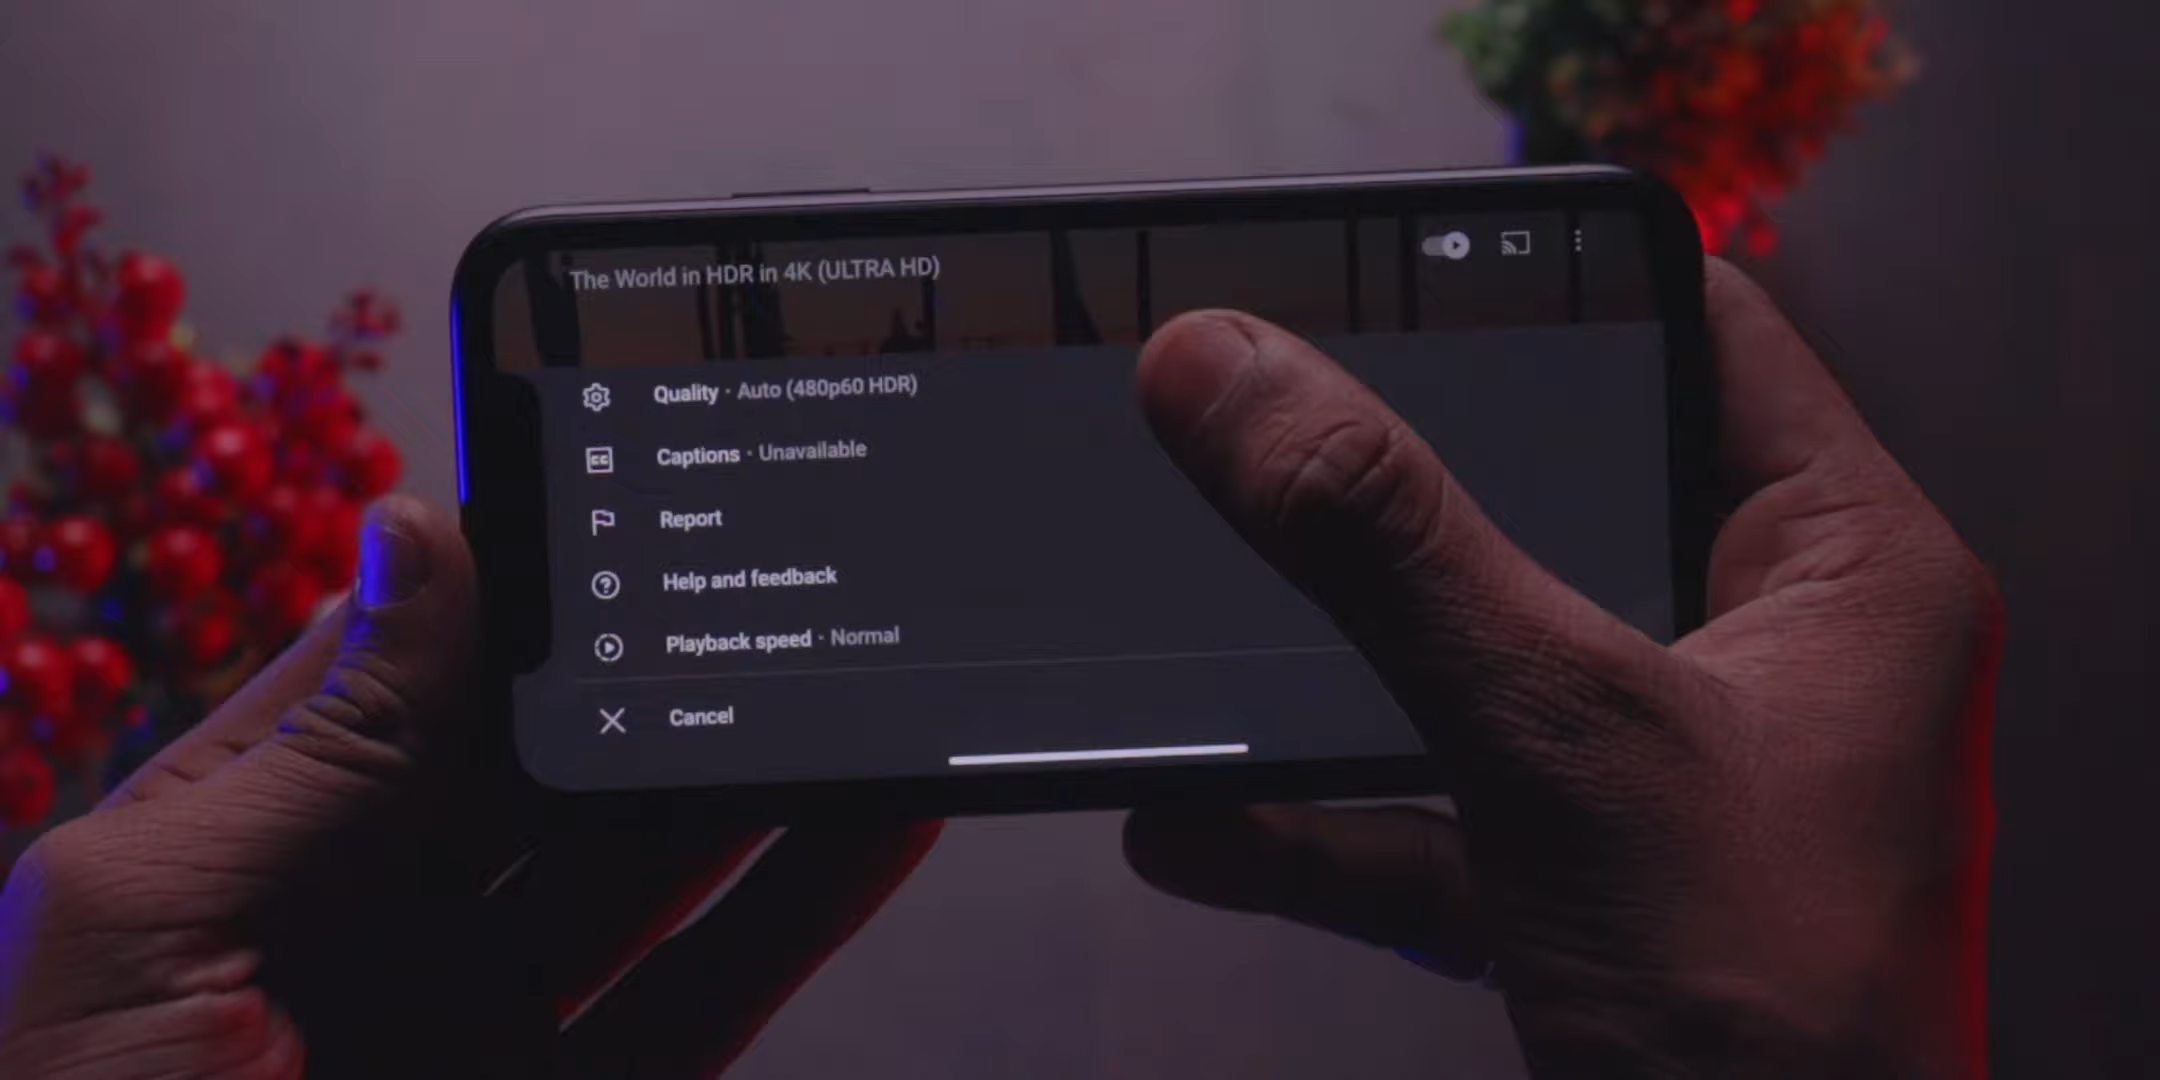 The World in HDR in 4K (ULTRA HD)
Quality · Auto (480p60 HDR)
CC
Captions · Unavailable
Report
Help and feedback
Playback speed · Normal
Cancel